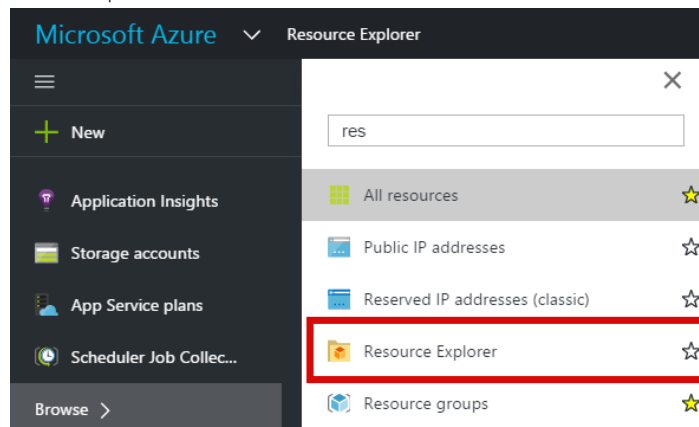 Microsoft Azure Resource Explorer
New
res
Application Insights
All resources
Storage accounts
Public IP addresses
App Service plans
Reserved IP addresses (classic)
Scheduler Job Collec...
Resource Explorer
Browse >
Resource groups